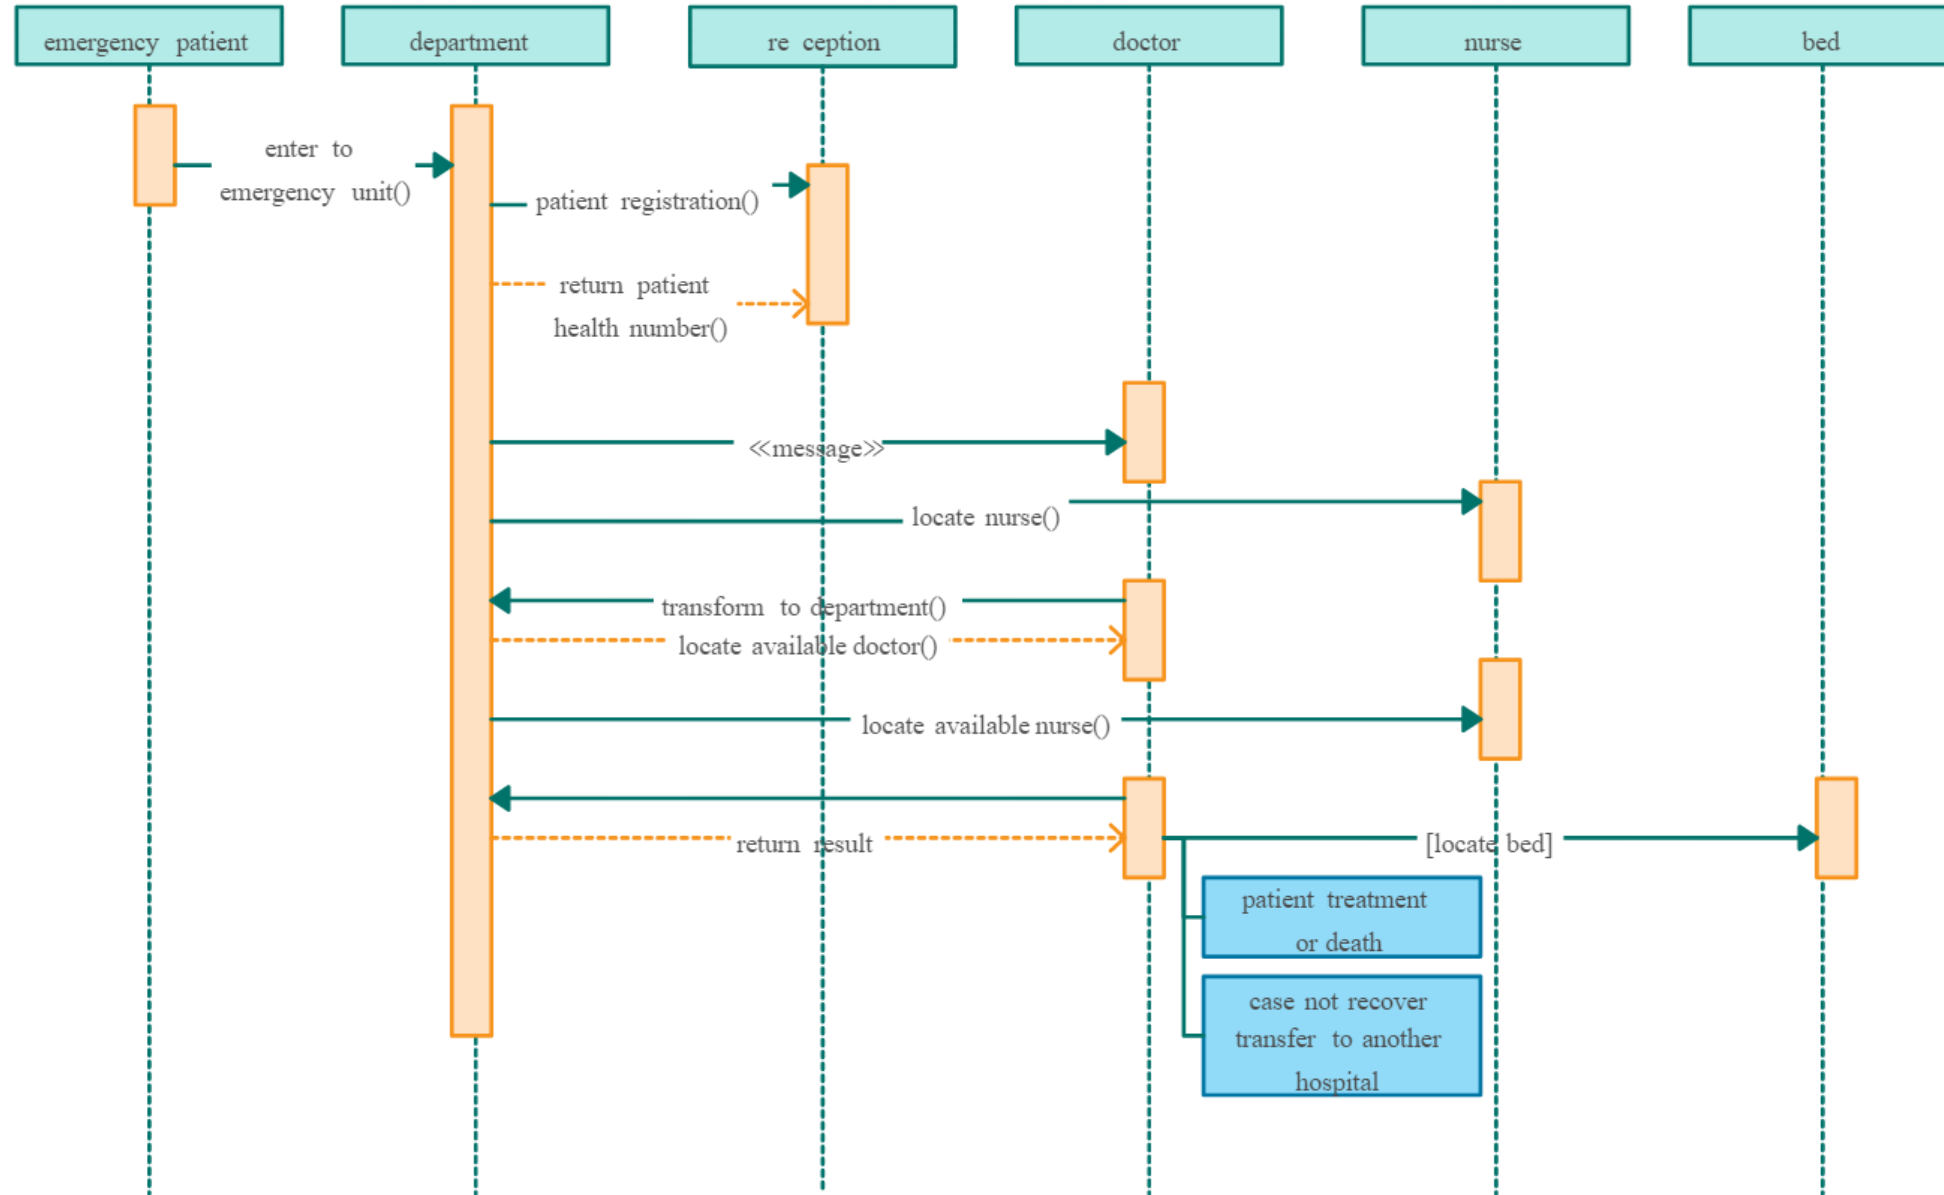 emergency patient
department
re ception
doctor
nurse
bed
enter to
emergency unit()
patient registration()
return patient
health number()
≪message≫
locate nurse()
transform to department()
locate available doctor()
locate available nurse()
return result
[locate bed]
patient treatment
or death
case not recover
transfer to another
hospital